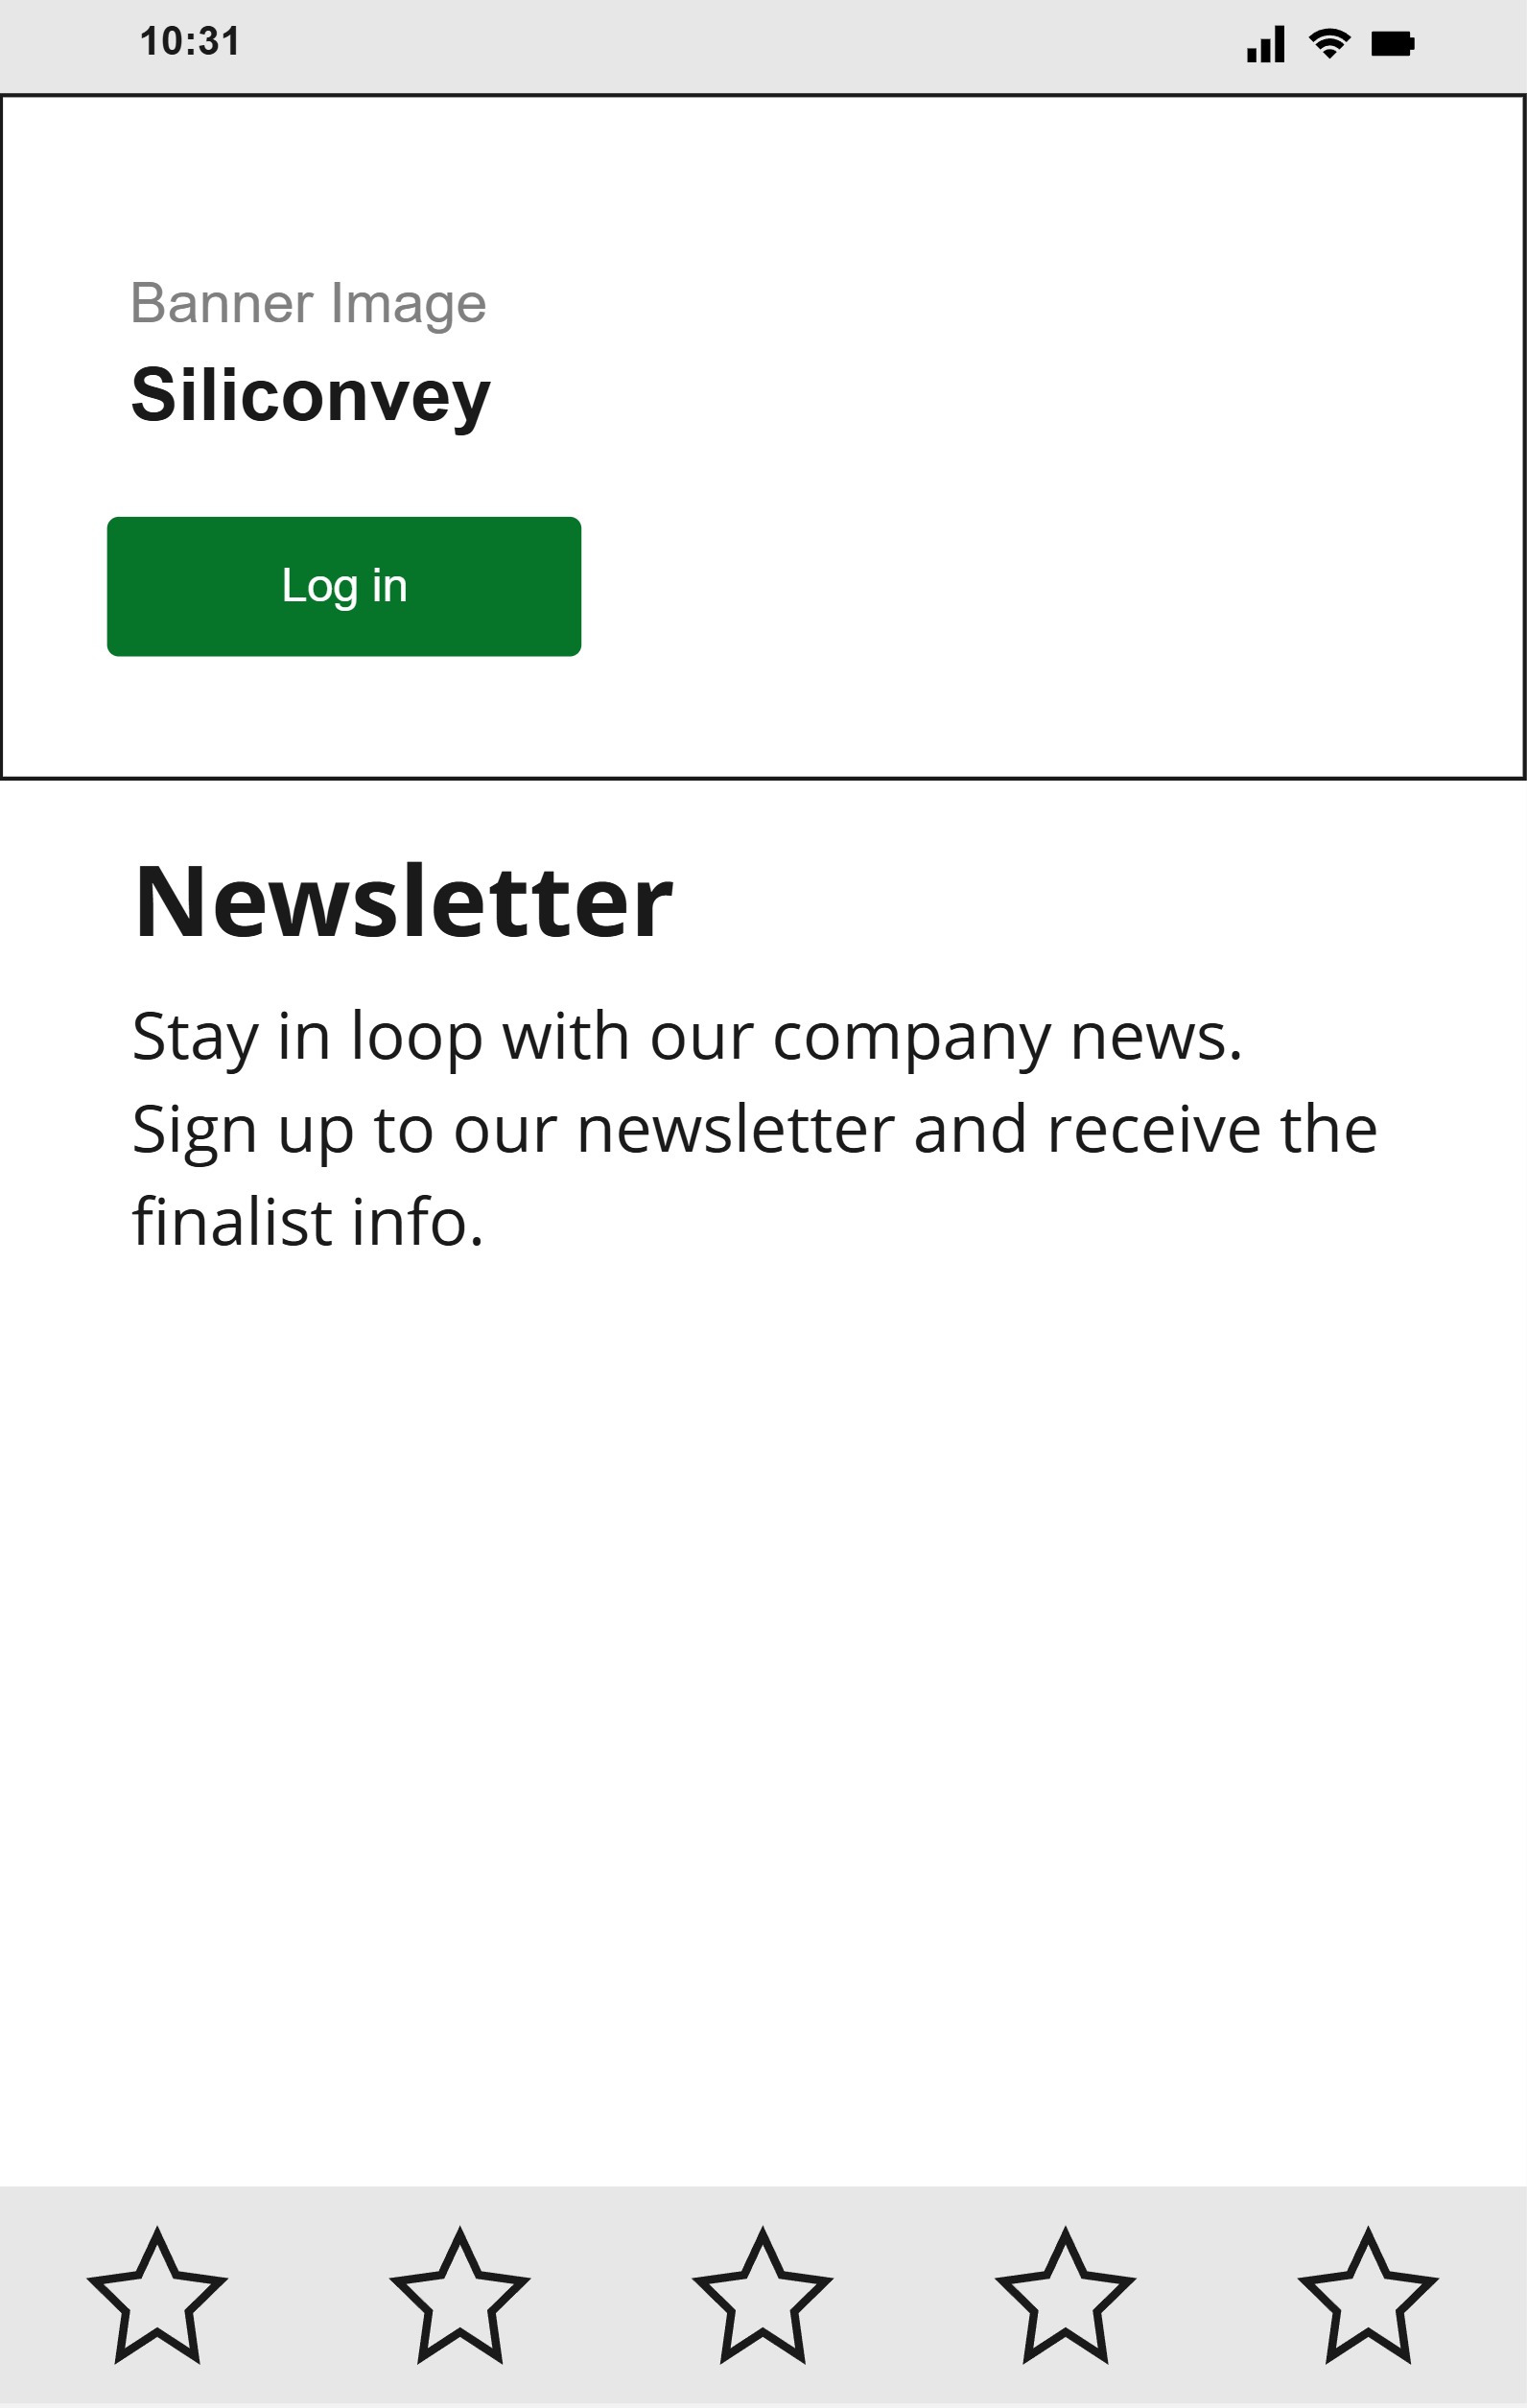 10:31
Banner Image
Siliconvey
Log in
Newsletter
Stay in loop with our company news.
Sign up to our newsletter and receive the
finalist info.